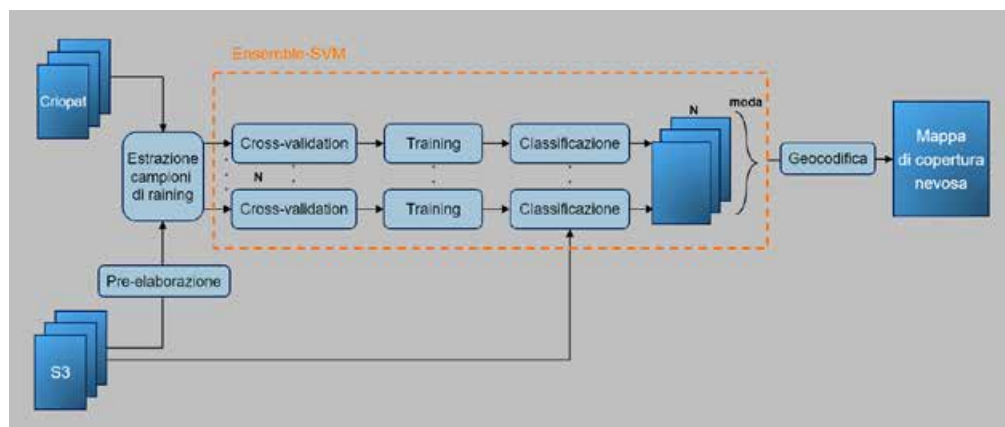 Ensemble-SVM
Criopat
Estrazione
campioni
di raining
Cross-validation
Training
Classificazione
N
moda
N
Cross-validation
Training
Classificazione
Geocodifica
Mappa
di copertura
nevosa
Pre-elaborazione
S3